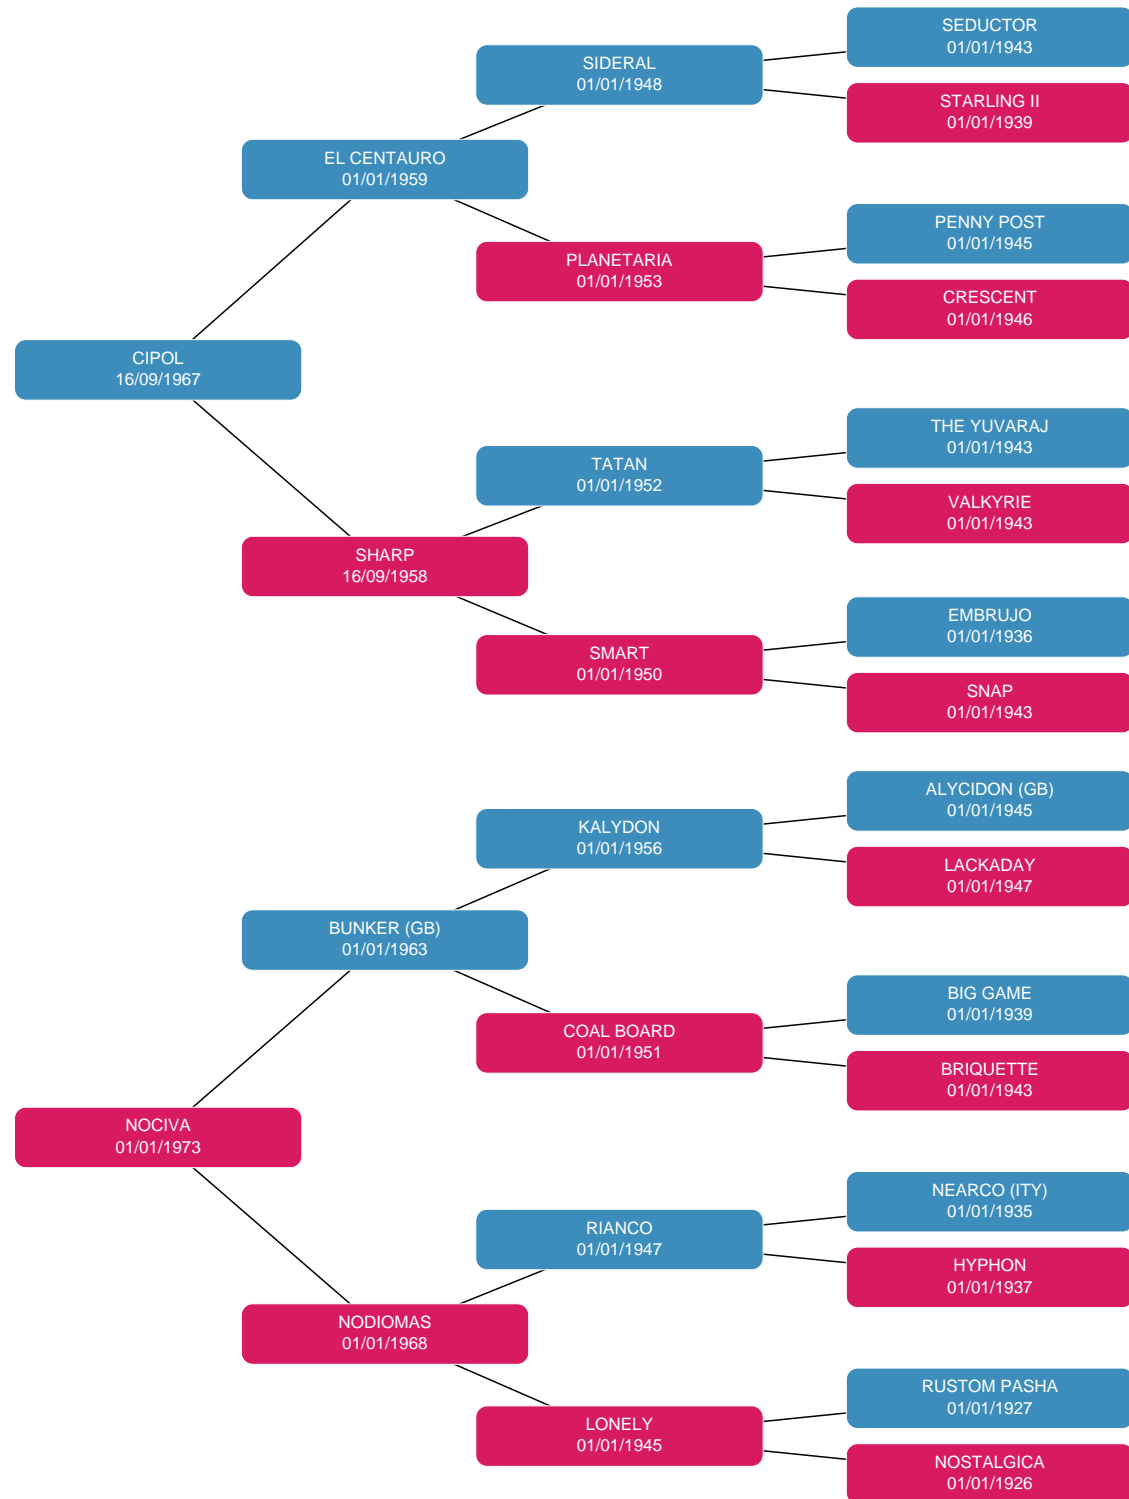 SEDUCTOR
01/01/1943
SIDERAL
01/01/1948
STARLING II
01/01/1939
EL CENTAURO
01/01/1959
PENNY POST
01/01/1945
PLANETARIA
01/01/1953
CRESCENT
01/01/1946
CIPOL
16/09/1967
THE YUVARAJ
01/01/1943
TATAN
01/01/1952
VALKYRIE
01/01/1943
SHARP
16/09/1958
EMBRUJO
01/01/1936
SMART
01/01/1950
SNAP
01/01/1943
ALYCIDON (GB)
01/01/1945
KALYDON
01/01/1956
LACKADAY
01/01/1947
BUNKER (GB)
01/01/1963
BIG GAME
01/01/1939
COAL BOARD
01/01/1951
BRIQUETTE
01/01/1943
NOCIVA
01/01/1973
NEARCO (ITY)
01/01/1935
RIANCO
01/01/1947
HYPHON
01/01/1937
NODIOMAS
01/01/1968
RUSTOM PASHA
01/01/1927
LONELY
01/01/1945
NOSTALGICA
01/01/1926